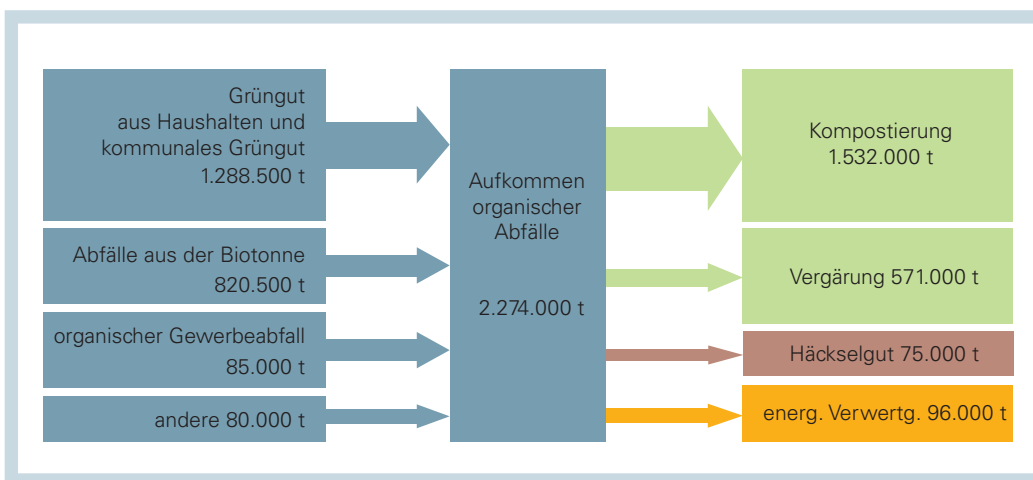 Grüngut
aus Haushalten und
kommunales Grüngut
1.288.500 t
Abfälle aus der Biotonne
820.500 t
organischer Gewerbeabfall
85.000 t
andere 80.000 t
Aufkommen
organischer
Abfälle
2.274.000 t
Kompostierung
1.532.000 t
Vergärung 571.000 t
Häckselgut 75.000 t
energ. Verwertg. 96.000 t